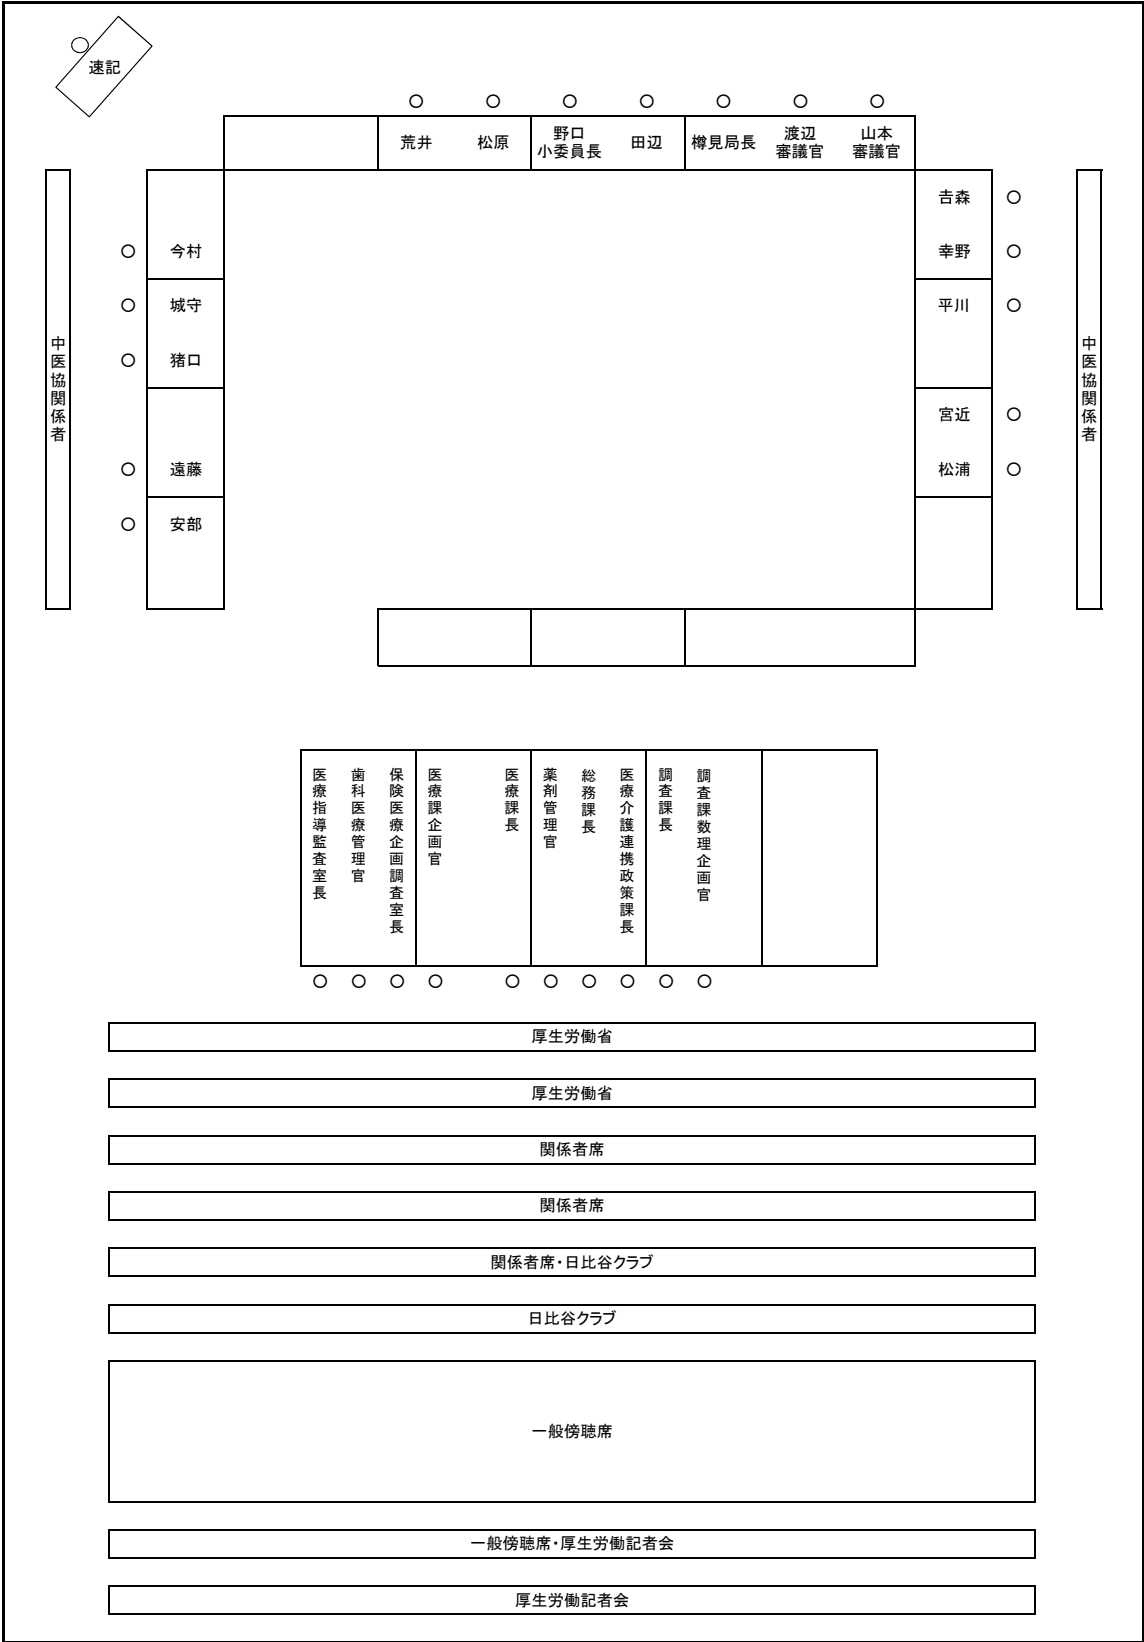 速記
荒井
松原
野口
小委員長
田辺
樽見局長
渡辺
審議官
山本
審議官
中医協関係者
今村
城守
猪口
遠藤
安部
𠮷森
幸野
平川
宮近
松浦
中医協関係者
医療指導監査室長
歯科医療管理官
保険医療企画調査室長
医療課企画官
医療課長
薬剤管理官
総務課長
医療介護連携政策課長
調査課長
調査課数理企画官
厚生労働省
厚生労働省
関係者席
関係者席
関係者席・日比谷クラブ
日比谷クラブ
一般傍聴席
一般傍聴席・厚生労働記者会
厚生労働記者会